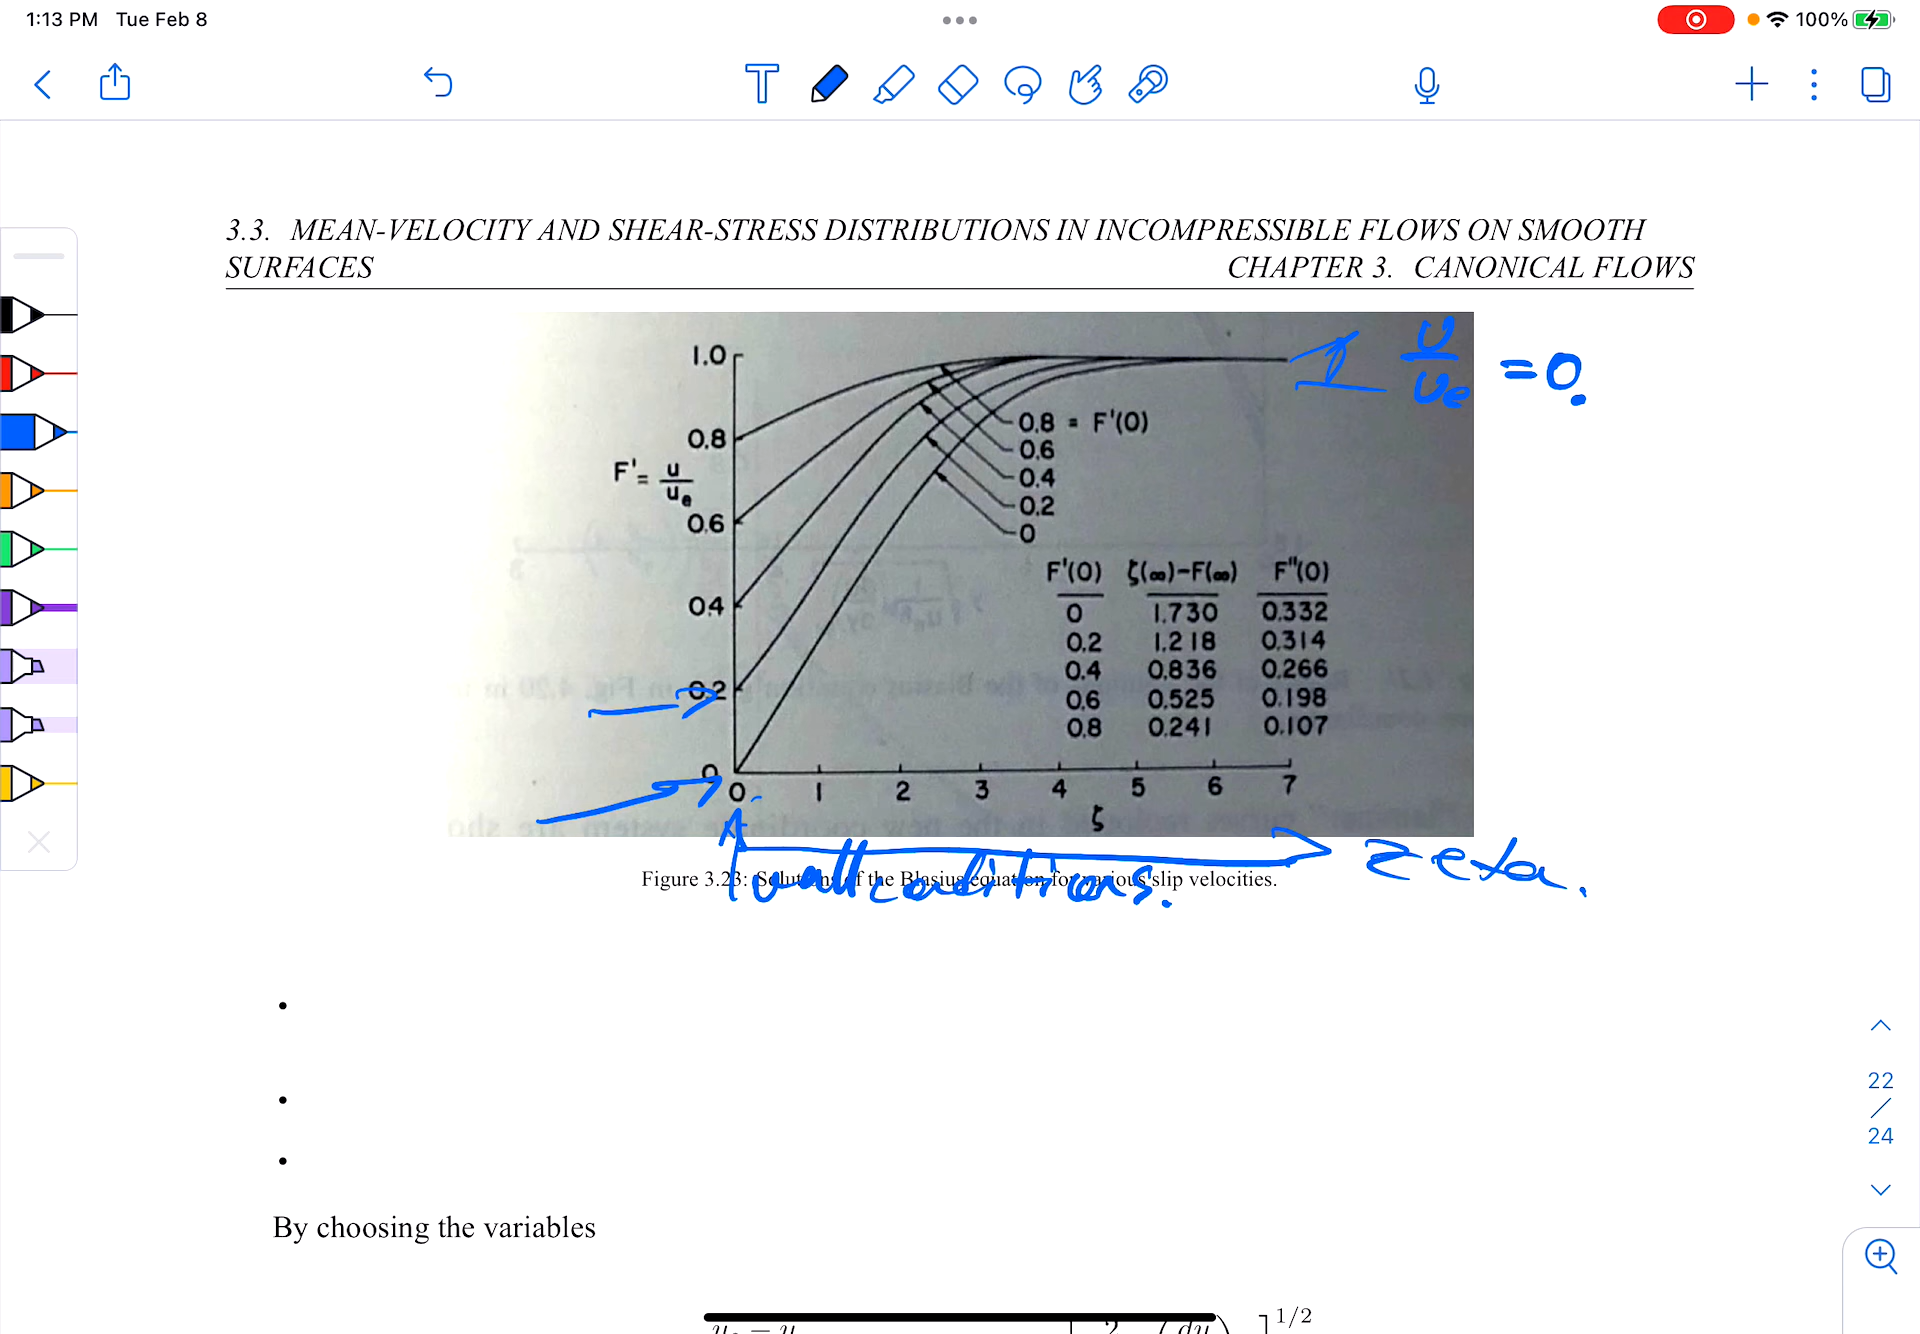 1:13 PM Tue Feb 8
100%
3.3. MEAN-VELOCITY AND SHEAR-STRESS DISTRIBUTIONS IN INCOMPRESSIBLE FLOWS ON SMOOTH
SURFACES CHAPTER 3. CANONICAL FLOWS
1.0
0.8
0.6
0.4
0.2
0
F'= u/ue
0.8 = F'(0)
0.6
0.4
0.2
0
F'(0) ζ(∞)-F(∞) F"(0)
0 1.730 0.332
0.2 1.218 0.314
0.4 0.836 0.266
0.6 0.525 0.198
0.8 0.241 0.107
0 1 2 3 4 5 6 7
ζ
U/Ue = 0.
zeta.
wall conditions.
Figure 3.23: Solutions of the Blasius equation for various slip velocities.
By choosing the variables
22
/
24
1/2